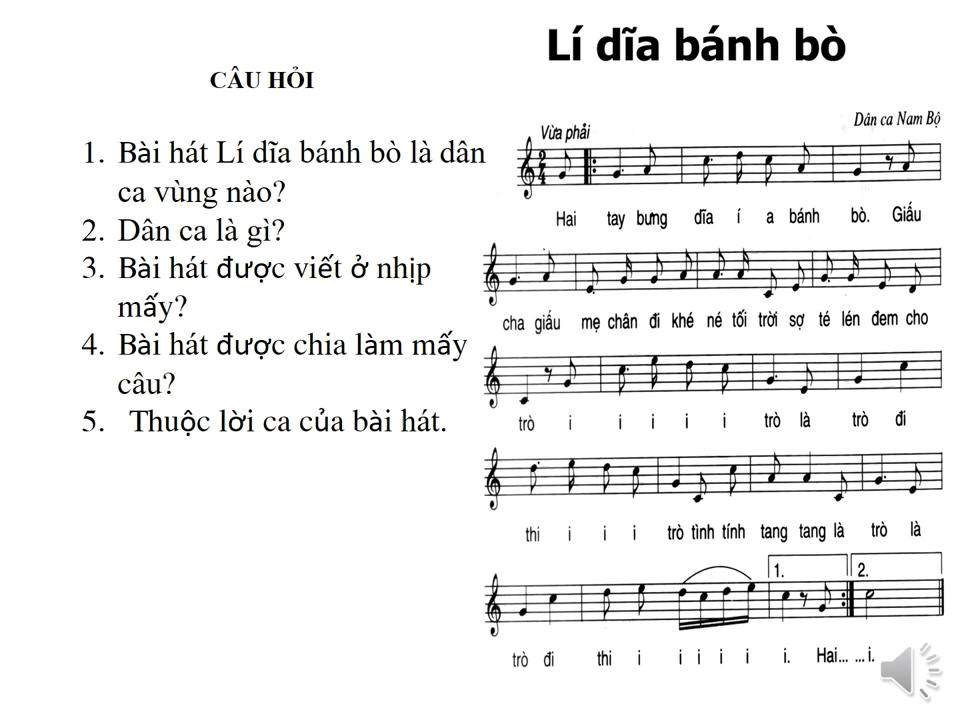 Lí dĩa bánh bò
CÂU HỎI
1. Bài hát Lí dĩa bánh bò là dân
ca vùng nào?
2. Dân ca là gì?
3. Bài hát được viết ở nhịp
mấy?
4. Bài hát được chia làm mấy
câu?
5. Thuộc lời ca của bài hát.
Dân ca Nam Bộ
Vừa phải
2
4
Hai tay bưng dĩa í a bánh bò. Giấu
cha giấu mẹ chân đi khé né tối trời sợ té lén đem cho
trò i i i i i trò là trò đi
thi i i i trò tình tính tang tang là trò là
1. 2.
trò đi thi i i i i i i. Hai... ...i.